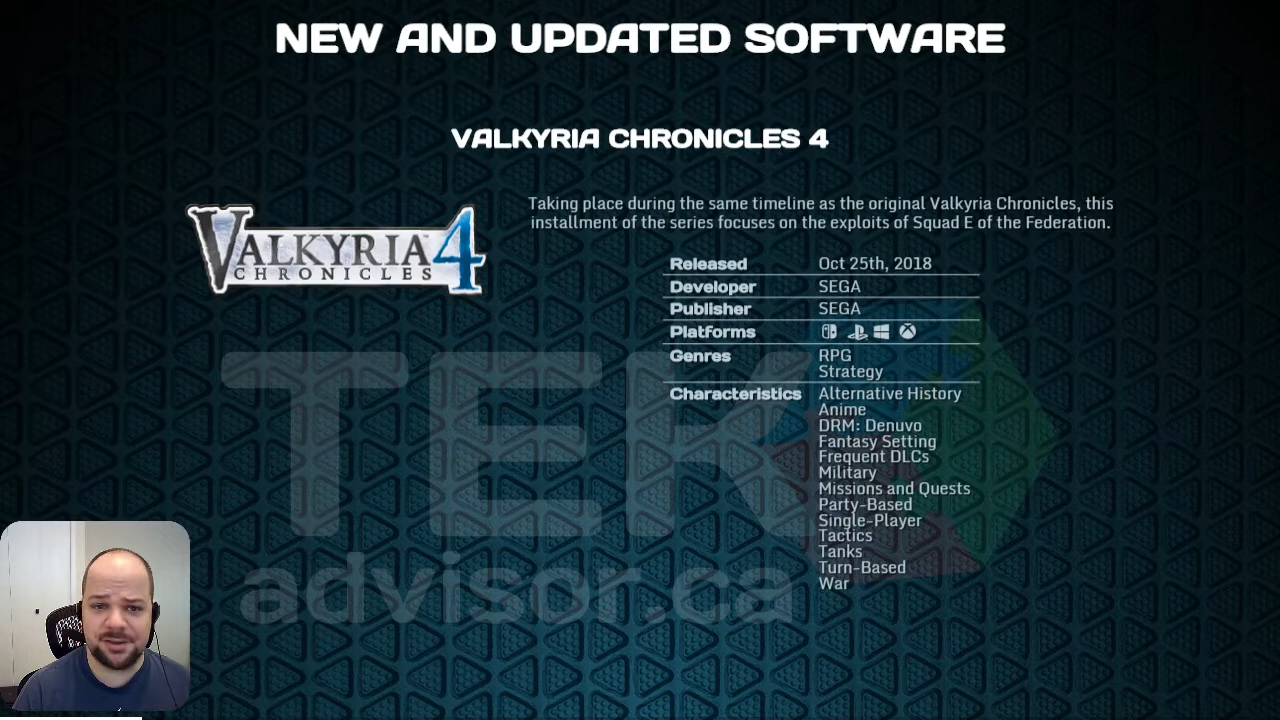 NEW AND UPDATED SOFTWARE
VALKYRIA CHRONICLES 4
VALKYRIA 4
CHRONICLES
Taking place during the same timeline as the original Valkyria Chronicles, this
installment of the series focuses on the exploits of Squad E of the Federation.
Released Oct 25th, 2018
Developer SEGA
Publisher SEGA
Platforms
Genres RPG
Strategy
Characteristics Alternative History
Anime
DRM: Denuvo
Fantasy Setting
Frequent DLCs
Military
Missions and Quests
Party-Based
Single-Player
Tactics
Tanks
Turn-Based
War
TEK
advisor.ca